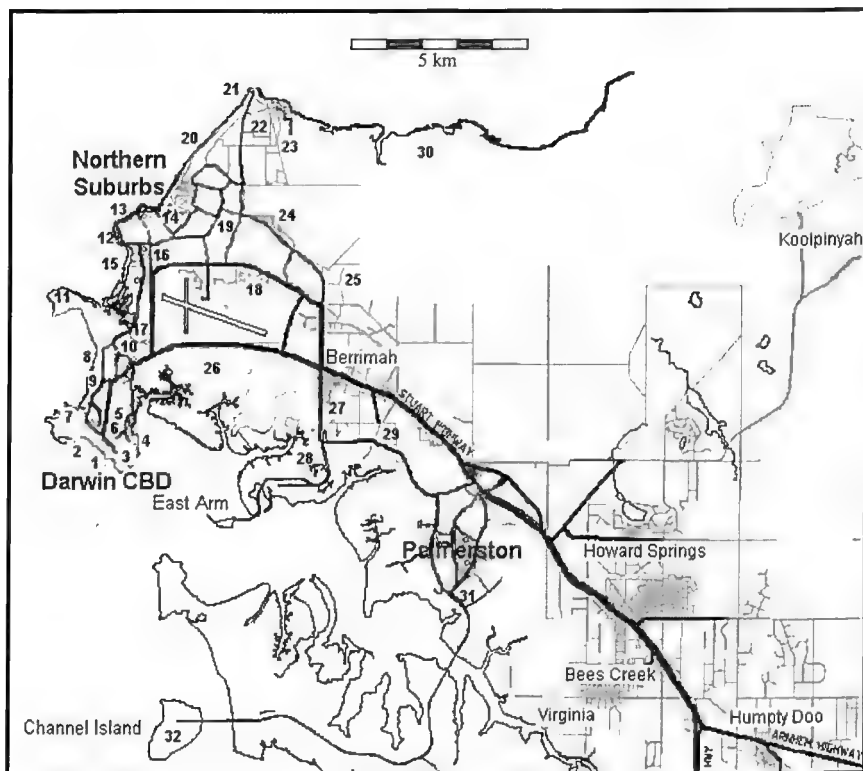 5 km
21
22
20
23
30
Northern
Suburbs
13
14
24
12
19
Koolpinyah
15
16
25
11
18
17
10
8
Berrimah
26
9
STUART HIGHWAY
27
7
5
6
29
4
2
28
3
1
Darwin CBD
East Arm
Palmerston
Howard Springs
31
Bees Creek
Virginia
Humpty Doo
Channel Island
32
ARNHEM HIGHWAY
HWY